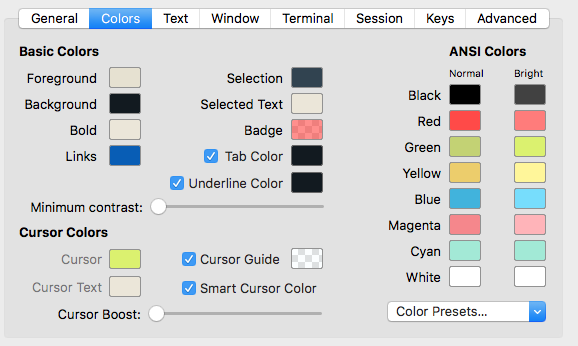 General Colors Text Window Terminal Session Keys Advanced
Basic Colors
Foreground
Background
Bold
Links
Selection
Selected Text
Badge
Tab Color
Underline Color
Minimum contrast:
Cursor Colors
Cursor
Cursor Text
Cursor Guide
Smart Cursor Color
Cursor Boost:
ANSI Colors
Normal Bright
Black
Red
Green
Yellow
Blue
Magenta
Cyan
White
Color Presets...